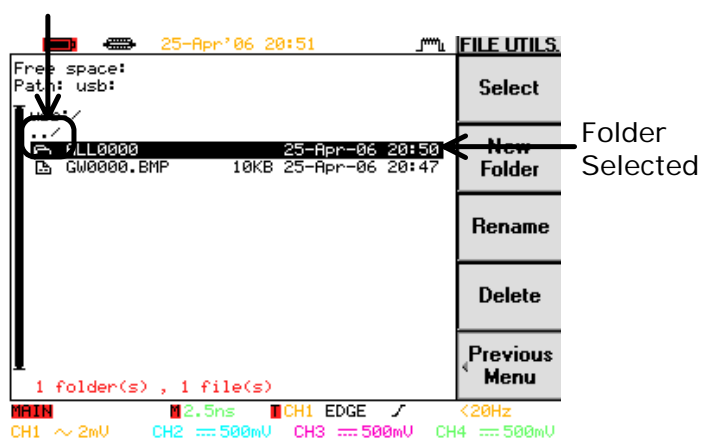 25-Apr'06 20:51
FILE UTILS.
Free space:
Path: usb:
usb:/
../
ALL0000 25-Apr-06 20:50
GW0000.BMP 10KB 25-Apr-06 20:47
1 folder(s) , 1 file(s)
Select
New
Folder
Rename
Delete
Previous
Menu
Folder
Selected
MAIN M 2.5ns T CH1 EDGE <20Hz
CH1 ~ 2mV CH2 500mV CH3 500mV CH4 500mV